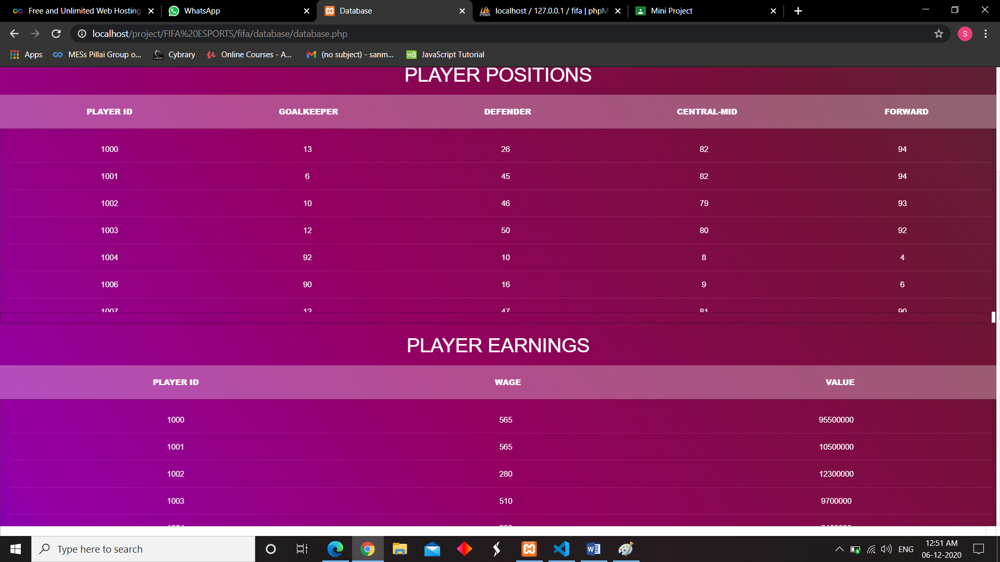 Free and Unlimited Web Hosting
WhatsApp
Database
localhost / 127.0.0.1 / fifa | phpM
Mini Project
localhost/project/FIFA%20ESPORTS/fifa/database/database.php
S
Apps
MESs Pillai Group o...
Cybrary
Online Courses - A...
(no subject) - sanm...
JavaScript Tutorial
PLAYER POSITIONS
PLAYER ID GOALKEEPER DEFENDER CENTRAL-MID FORWARD
1000 13 26 82 94
1001 6 45 82 94
1002 10 46 79 93
1003 12 50 80 92
1004 92 10 8 4
1006 90 16 9 6
1007 12 47 81 90
PLAYER EARNINGS
PLAYER ID WAGE VALUE
1000 565 95500000
1001 565 10500000
1002 280 12300000
1003 510 9700000
Type here to search
ENG
12:51 AM
06-12-2020